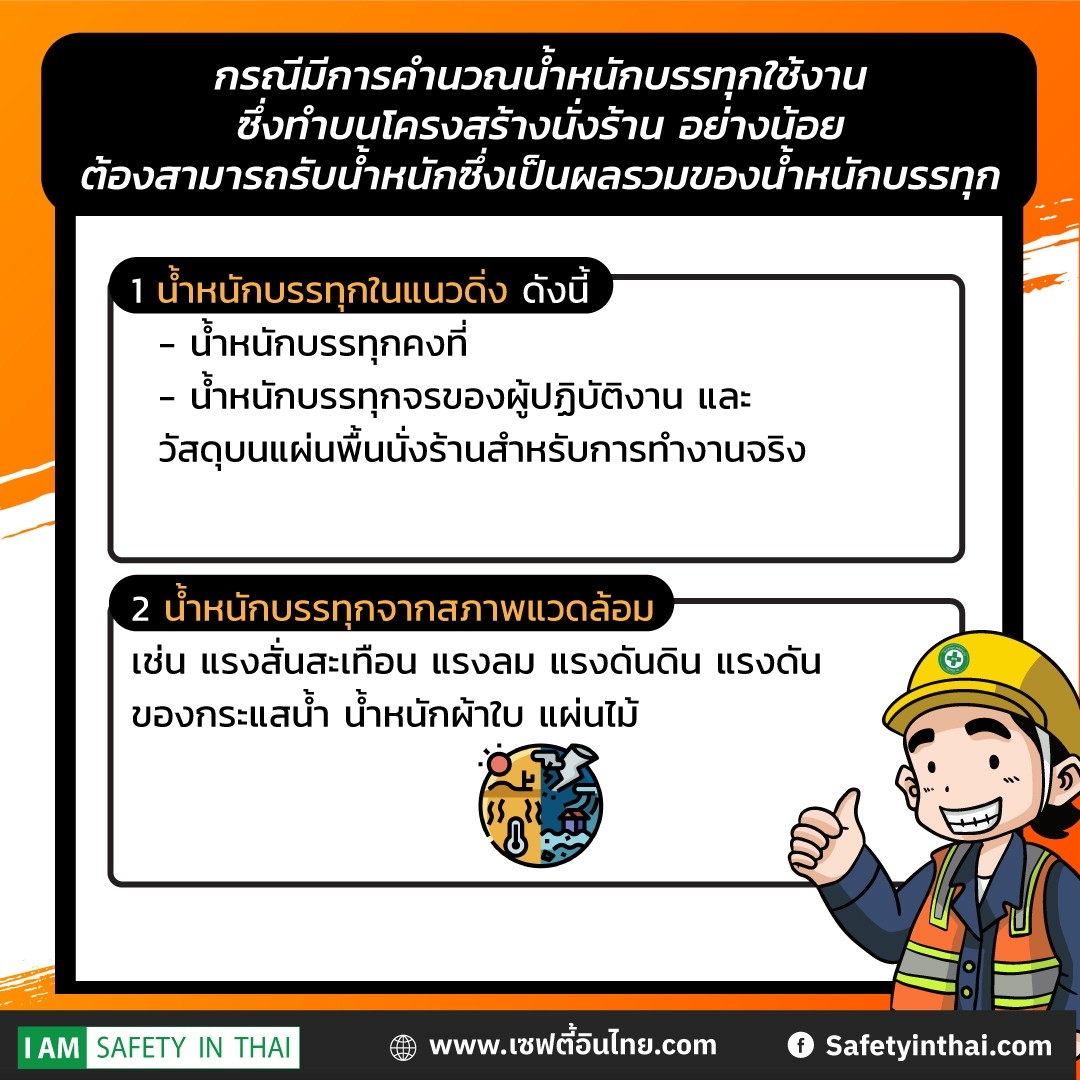 กรณีมีการคำนวณน้ำหนักบรรทุกใช้งาน
ซึ่งทำบนโครงสร้างนั่งร้าน อย่างน้อย
ต้องสามารถรับน้ำหนักซึ่งเป็นผลรวมของน้ำหนักบรรทุก
1 น้ำหนักบรรทุกในแนวดิ่ง ดังนี้
- น้ำหนักบรรทุกคงที่
- น้ำหนักบรรทุกจรของผู้ปฏิบัติงาน และ
วัสดุบนแผ่นพื้นนั่งร้านสำหรับการทำงานจริง
2 น้ำหนักบรรทุกจากสภาพแวดล้อม
เช่น แรงสั่นสะเทือน แรงลม แรงดันดิน แรงดัน
ของกระแสน้ำ น้ำหนักผ้าใบ แผ่นไม้
I AM SAFETY IN THAI
www.เซฟตี้อินไทย.com
Safetyinthai.com